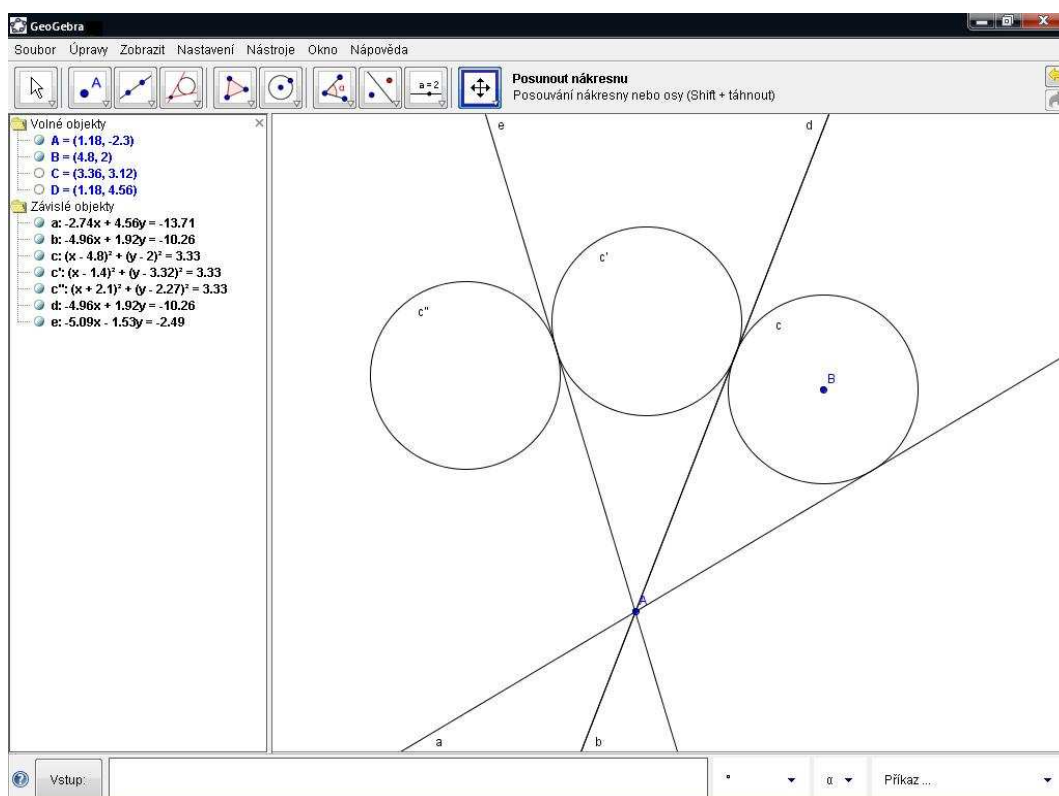 GeoGebra
Soubor Úpravy Zobrazit Nastavení Nástroje Okno Nápověda
A α a = 2
Posunout nákresnu
Posouvání nákresny nebo osy (Shift + táhnout)
Volné objekty
A = (1.18, -2.3)
B = (4.8, 2)
C = (3.36, 3.12)
D = (1.18, 4.56)
Závislé objekty
a: -2.74x + 4.56y = -13.71
b: -4.96x + 1.92y = -10.26
c: (x - 4.8)² + (y - 2)² = 3.33
c': (x - 1.4)² + (y - 3.32)² = 3.33
c'': (x + 2.1)² + (y - 2.27)² = 3.33
d: -4.96x + 1.92y = -10.26
e: -5.09x - 1.53y = -2.49
e d
c'
c'' c
B
A
a b
Vstup: ° α Příkaz ...